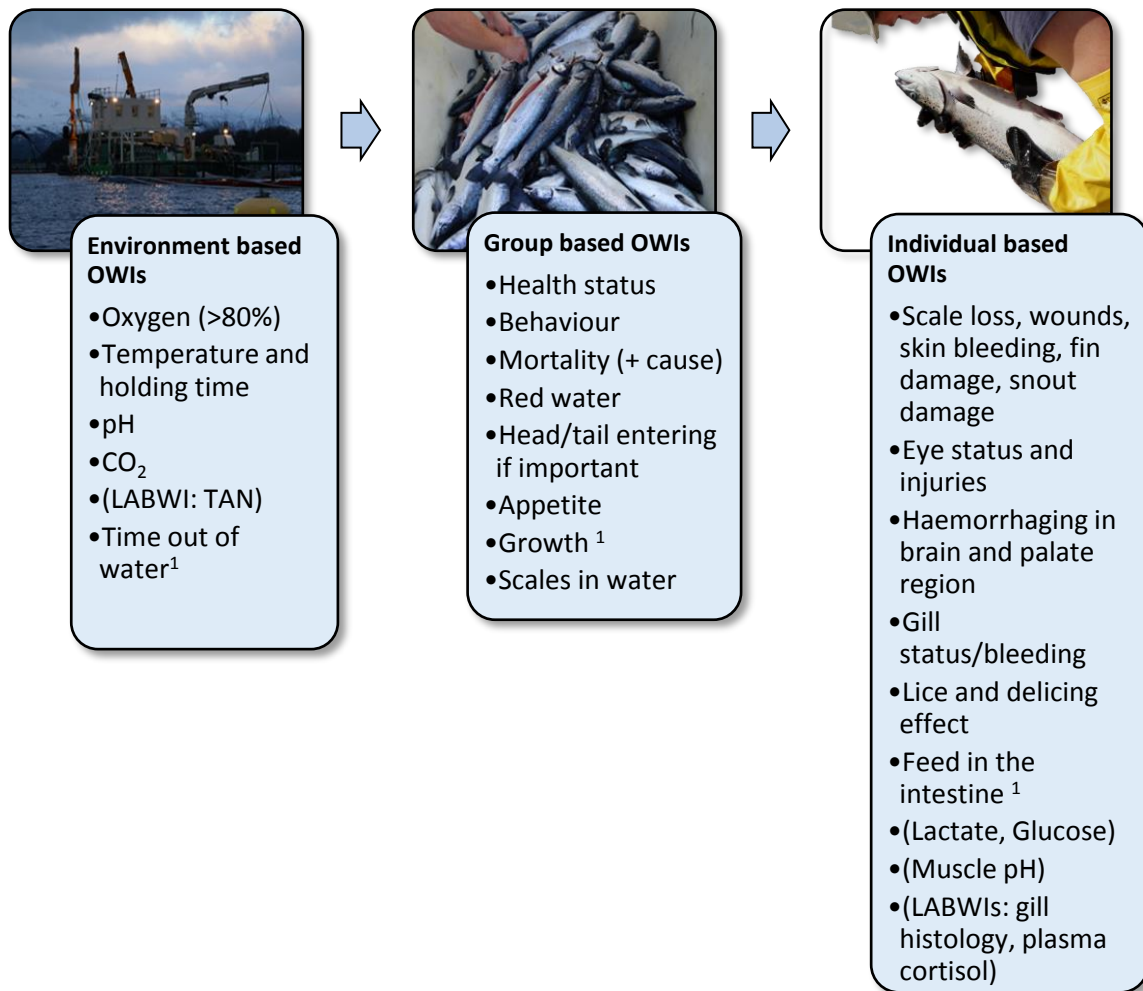 Environment based
OWIs
•Oxygen (>80%)
•Temperature and
holding time
•pH
•CO₂
•(LABWI: TAN)
•Time out of
water¹
Group based OWIs
•Health status
•Behaviour
•Mortality (+ cause)
•Red water
•Head/tail entering
if important
•Appetite
•Growth ¹
•Scales in water
Individual based
OWIs
•Scale loss, wounds,
skin bleeding, fin
damage, snout
damage
•Eye status and
injuries
•Haemorrhaging in
brain and palate
region
•Gill
status/bleeding
•Lice and delicing
effect
•Feed in the
intestine ¹
•(Lactate, Glucose)
•(Muscle pH)
•(LABWIs: gill
histology, plasma
cortisol)